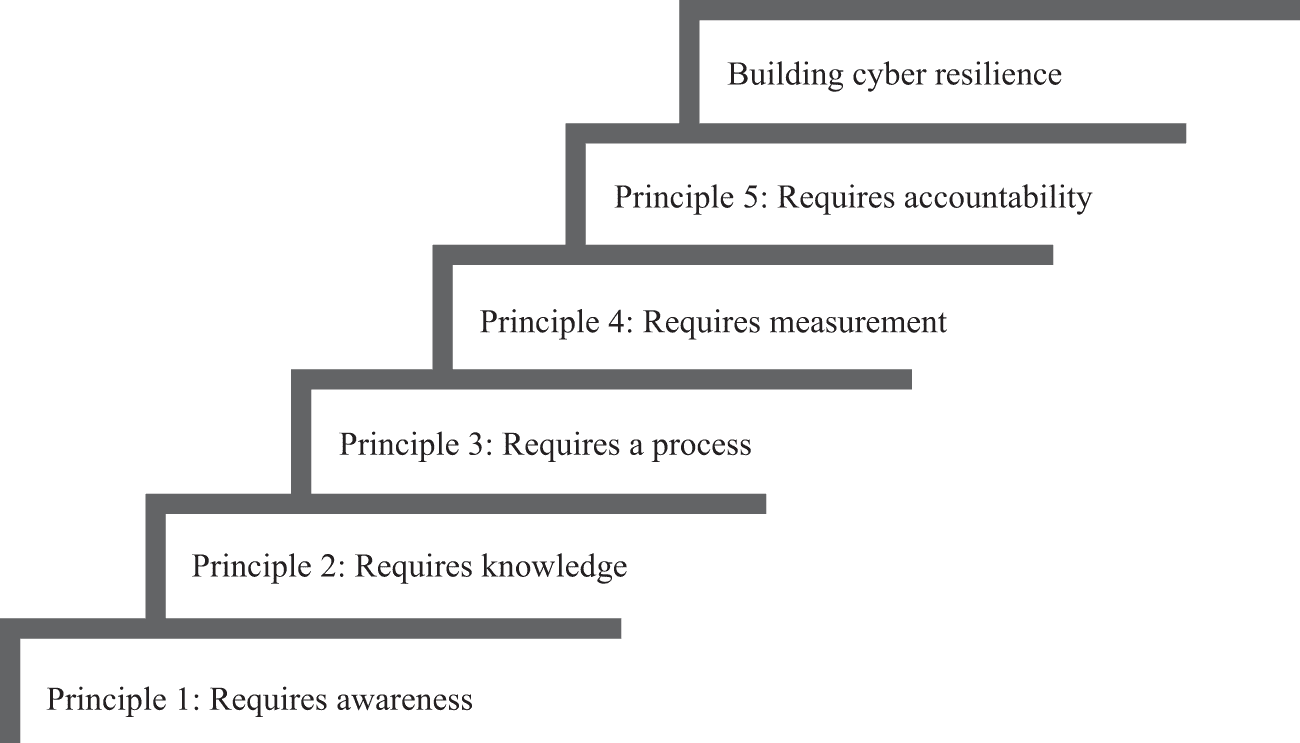 Building cyber resilience
Principle 5: Requires accountability
Principle 4: Requires measurement
Principle 3: Requires a process
Principle 2: Requires knowledge
Principle 1: Requires awareness